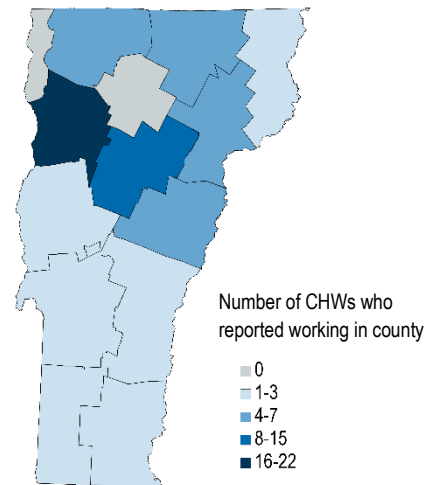 Number of CHWs who
reported working in county
0
1-3
4-7
8-15
16-22